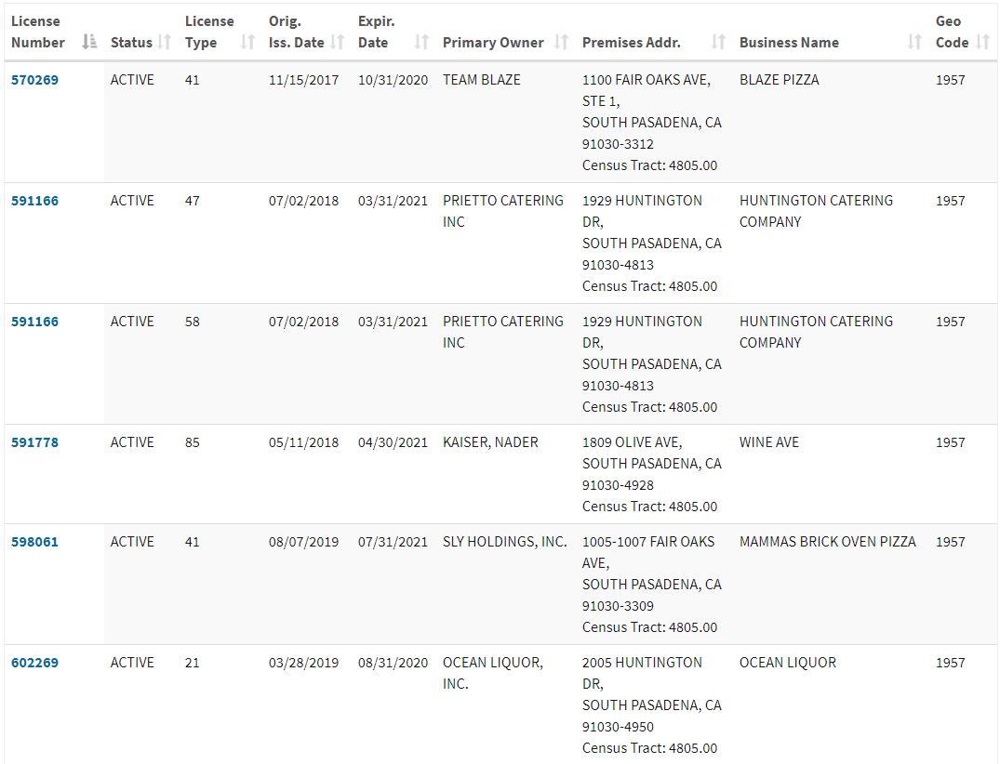 License Number Status License Type Orig. Iss. Date Expir. Date Primary Owner Premises Addr. Business Name Geo Code
570269 ACTIVE 41 11/15/2017 10/31/2020 TEAM BLAZE 1100 FAIR OAKS AVE, BLAZE PIZZA 1957
STE 1,
SOUTH PASADENA, CA
91030-3312
Census Tract: 4805.00
591166 ACTIVE 47 07/02/2018 03/31/2021 PRIETTO CATERING 1929 HUNTINGTON HUNTINGTON CATERING 1957
INC DR, COMPANY
SOUTH PASADENA, CA
91030-4813
Census Tract: 4805.00
591166 ACTIVE 58 07/02/2018 03/31/2021 PRIETTO CATERING 1929 HUNTINGTON HUNTINGTON CATERING 1957
INC DR, COMPANY
SOUTH PASADENA, CA
91030-4813
Census Tract: 4805.00
591778 ACTIVE 85 05/11/2018 04/30/2021 KAISER, NADER 1809 OLIVE AVE, WINE AVE 1957
SOUTH PASADENA, CA
91030-4928
Census Tract: 4805.00
598061 ACTIVE 41 08/07/2019 07/31/2021 SLY HOLDINGS, INC. 1005-1007 FAIR OAKS MAMMAS BRICK OVEN PIZZA 1957
AVE,
SOUTH PASADENA, CA
91030-3309
Census Tract: 4805.00
602269 ACTIVE 21 03/28/2019 08/31/2020 OCEAN LIQUOR, 2005 HUNTINGTON OCEAN LIQUOR 1957
INC. DR,
SOUTH PASADENA, CA
91030-4950
Census Tract: 4805.00